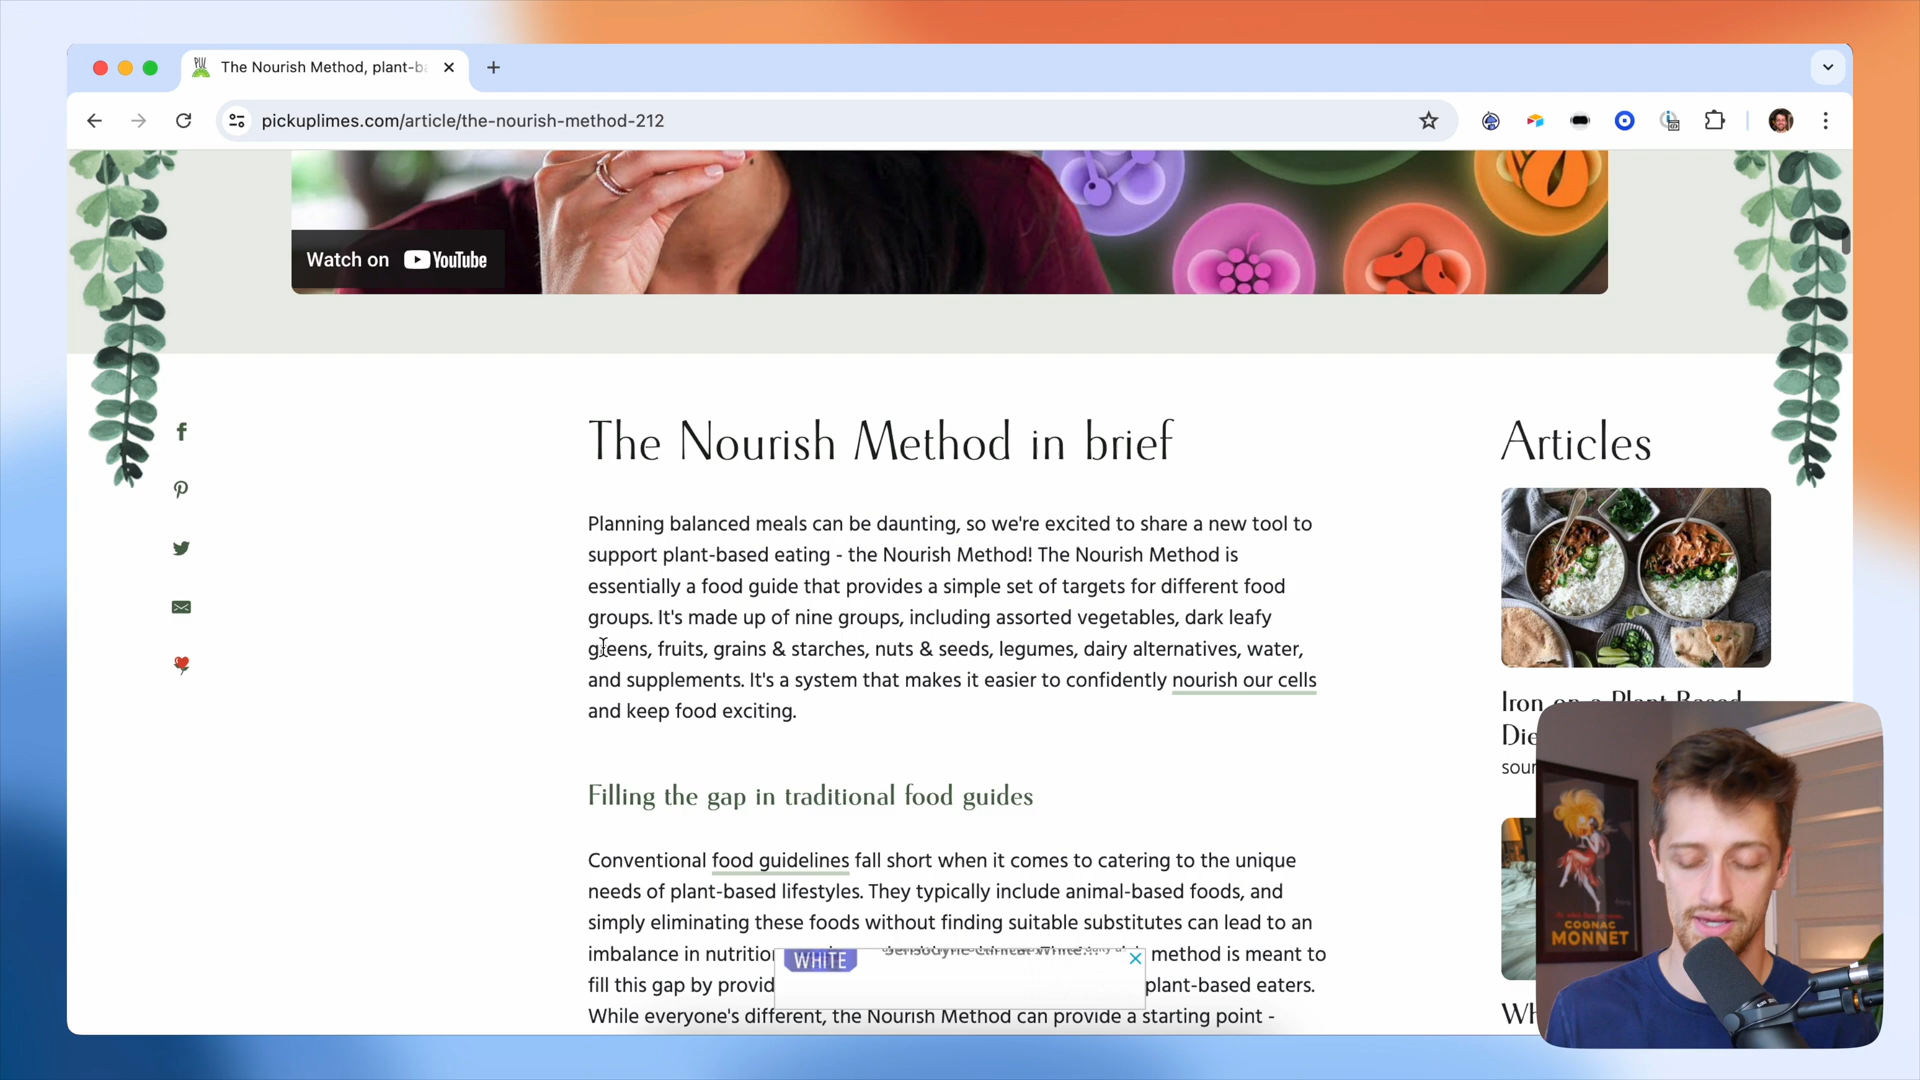 The Nourish Method, plant-b
pickuplimes.com/article/the-nourish-method-212
Watch on YouTube
The Nourish Method in brief
Planning balanced meals can be daunting, so we're excited to share a new tool to
support plant-based eating - the Nourish Method! The Nourish Method is
essentially a food guide that provides a simple set of targets for different food
groups. It's made up of nine groups, including assorted vegetables, dark leafy
greens, fruits, grains & starches, nuts & seeds, legumes, dairy alternatives, water,
and supplements. It's a system that makes it easier to confidently nourish our cells
and keep food exciting.
Filling the gap in traditional food guides
Conventional food guidelines fall short when it comes to catering to the unique
needs of plant-based lifestyles. They typically include animal-based foods, and
simply eliminating these foods without finding suitable substitutes can lead to an
imbalance in nutrition method is meant to
fill this gap by provid plant-based eaters.
While everyone's different, the Nourish Method can provide a starting point -
WHITE
Sensodyne Clinical White...
Articles
Iron on a Plant Based
Die
sour
Wh
COGNAC
MONNET